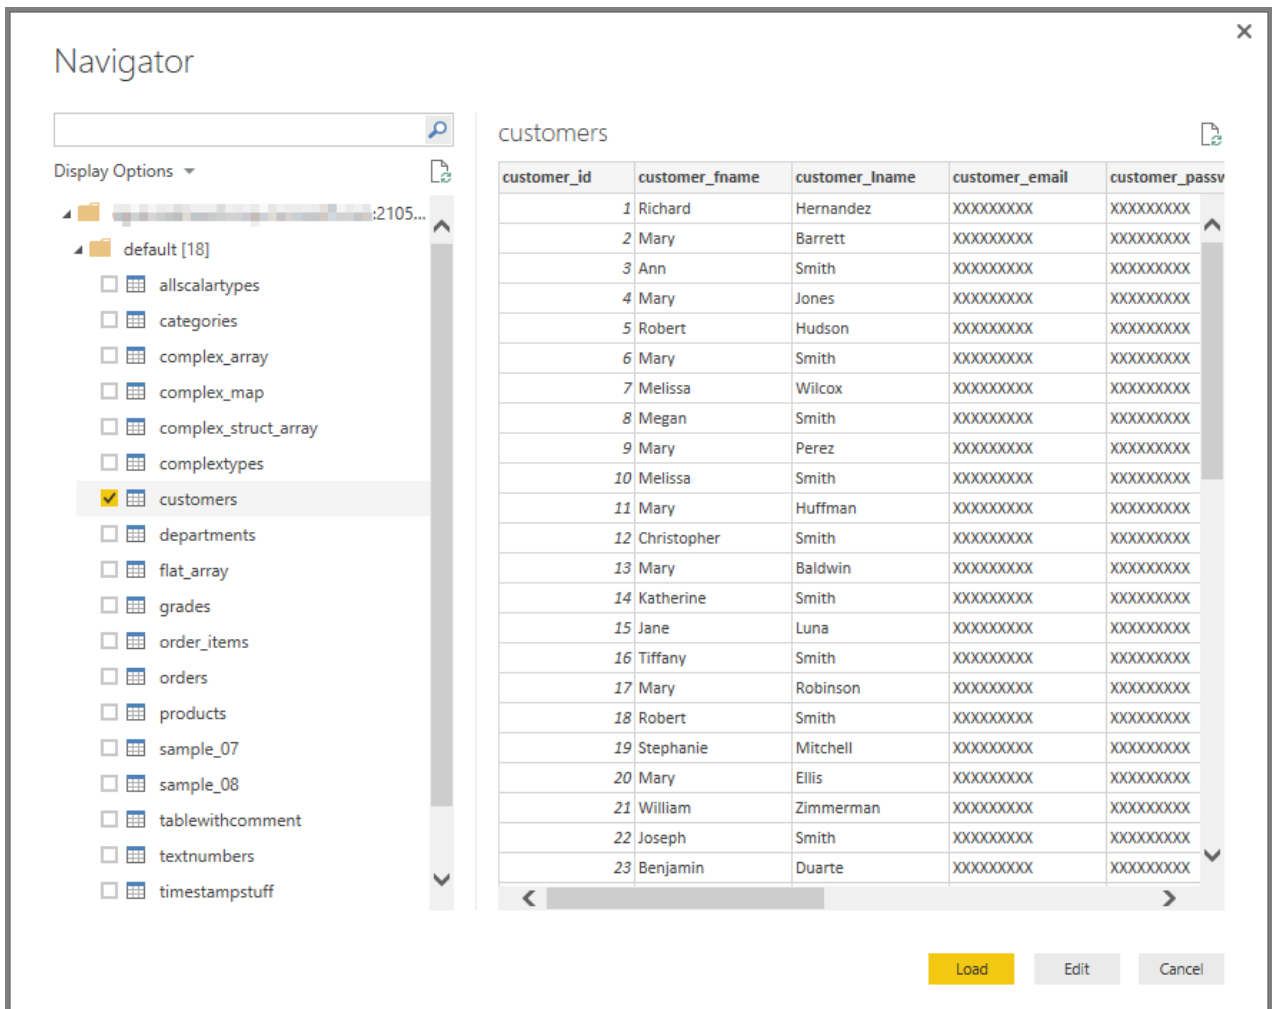 Navigator
Display Options
:2105...
default [18]
allscalartypes
categories
complex_array
complex_map
complex_struct_array
complextypes
customers
departments
flat_array
grades
order_items
orders
products
sample_07
sample_08
tablewithcomment
textnumbers
timestampstuff
customers
customer_id customer_fname customer_lname customer_email customer_passw
1 Richard Hernandez XXXXXXXXX XXXXXXXXX
2 Mary Barrett XXXXXXXXX XXXXXXXXX
3 Ann Smith XXXXXXXXX XXXXXXXXX
4 Mary Jones XXXXXXXXX XXXXXXXXX
5 Robert Hudson XXXXXXXXX XXXXXXXXX
6 Mary Smith XXXXXXXXX XXXXXXXXX
7 Melissa Wilcox XXXXXXXXX XXXXXXXXX
8 Megan Smith XXXXXXXXX XXXXXXXXX
9 Mary Perez XXXXXXXXX XXXXXXXXX
10 Melissa Smith XXXXXXXXX XXXXXXXXX
11 Mary Huffman XXXXXXXXX XXXXXXXXX
12 Christopher Smith XXXXXXXXX XXXXXXXXX
13 Mary Baldwin XXXXXXXXX XXXXXXXXX
14 Katherine Smith XXXXXXXXX XXXXXXXXX
15 Jane Luna XXXXXXXXX XXXXXXXXX
16 Tiffany Smith XXXXXXXXX XXXXXXXXX
17 Mary Robinson XXXXXXXXX XXXXXXXXX
18 Robert Smith XXXXXXXXX XXXXXXXXX
19 Stephanie Mitchell XXXXXXXXX XXXXXXXXX
20 Mary Ellis XXXXXXXXX XXXXXXXXX
21 William Zimmerman XXXXXXXXX XXXXXXXXX
22 Joseph Smith XXXXXXXXX XXXXXXXXX
23 Benjamin Duarte XXXXXXXXX XXXXXXXXX
Load Edit Cancel